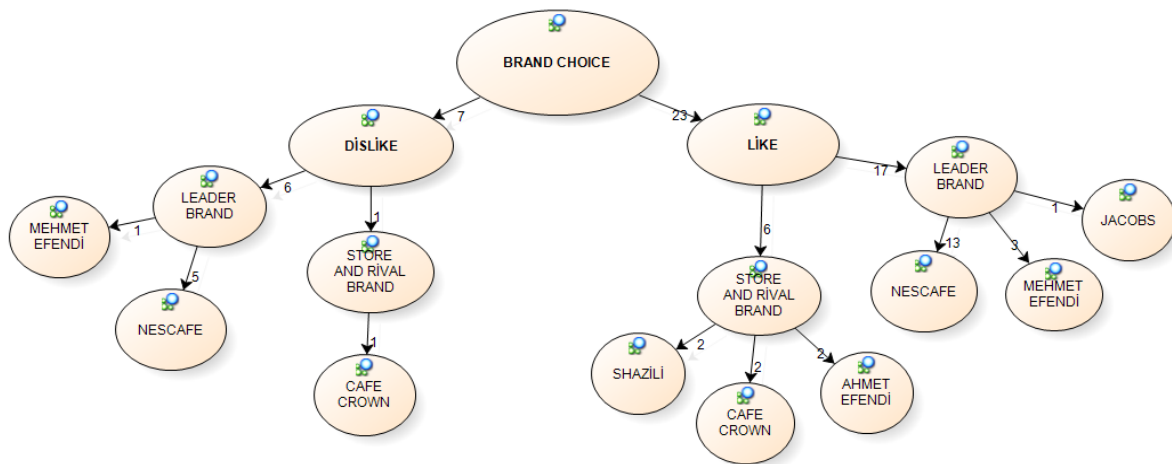 BRAND CHOICE
7
23
DİSLİKE
LİKE
6
1
6
17
LEADER
BRAND
LEADER
BRAND
MEHMET
EFENDİ
1
5
NESCAFE
STORE
AND RİVAL
BRAND
1
CAFE
CROWN
STORE
AND RİVAL
BRAND
2
2
2
SHAZİLİ
CAFE
CROWN
AHMET
EFENDİ
13
3
1
NESCAFE
MEHMET
EFENDİ
JACOBS